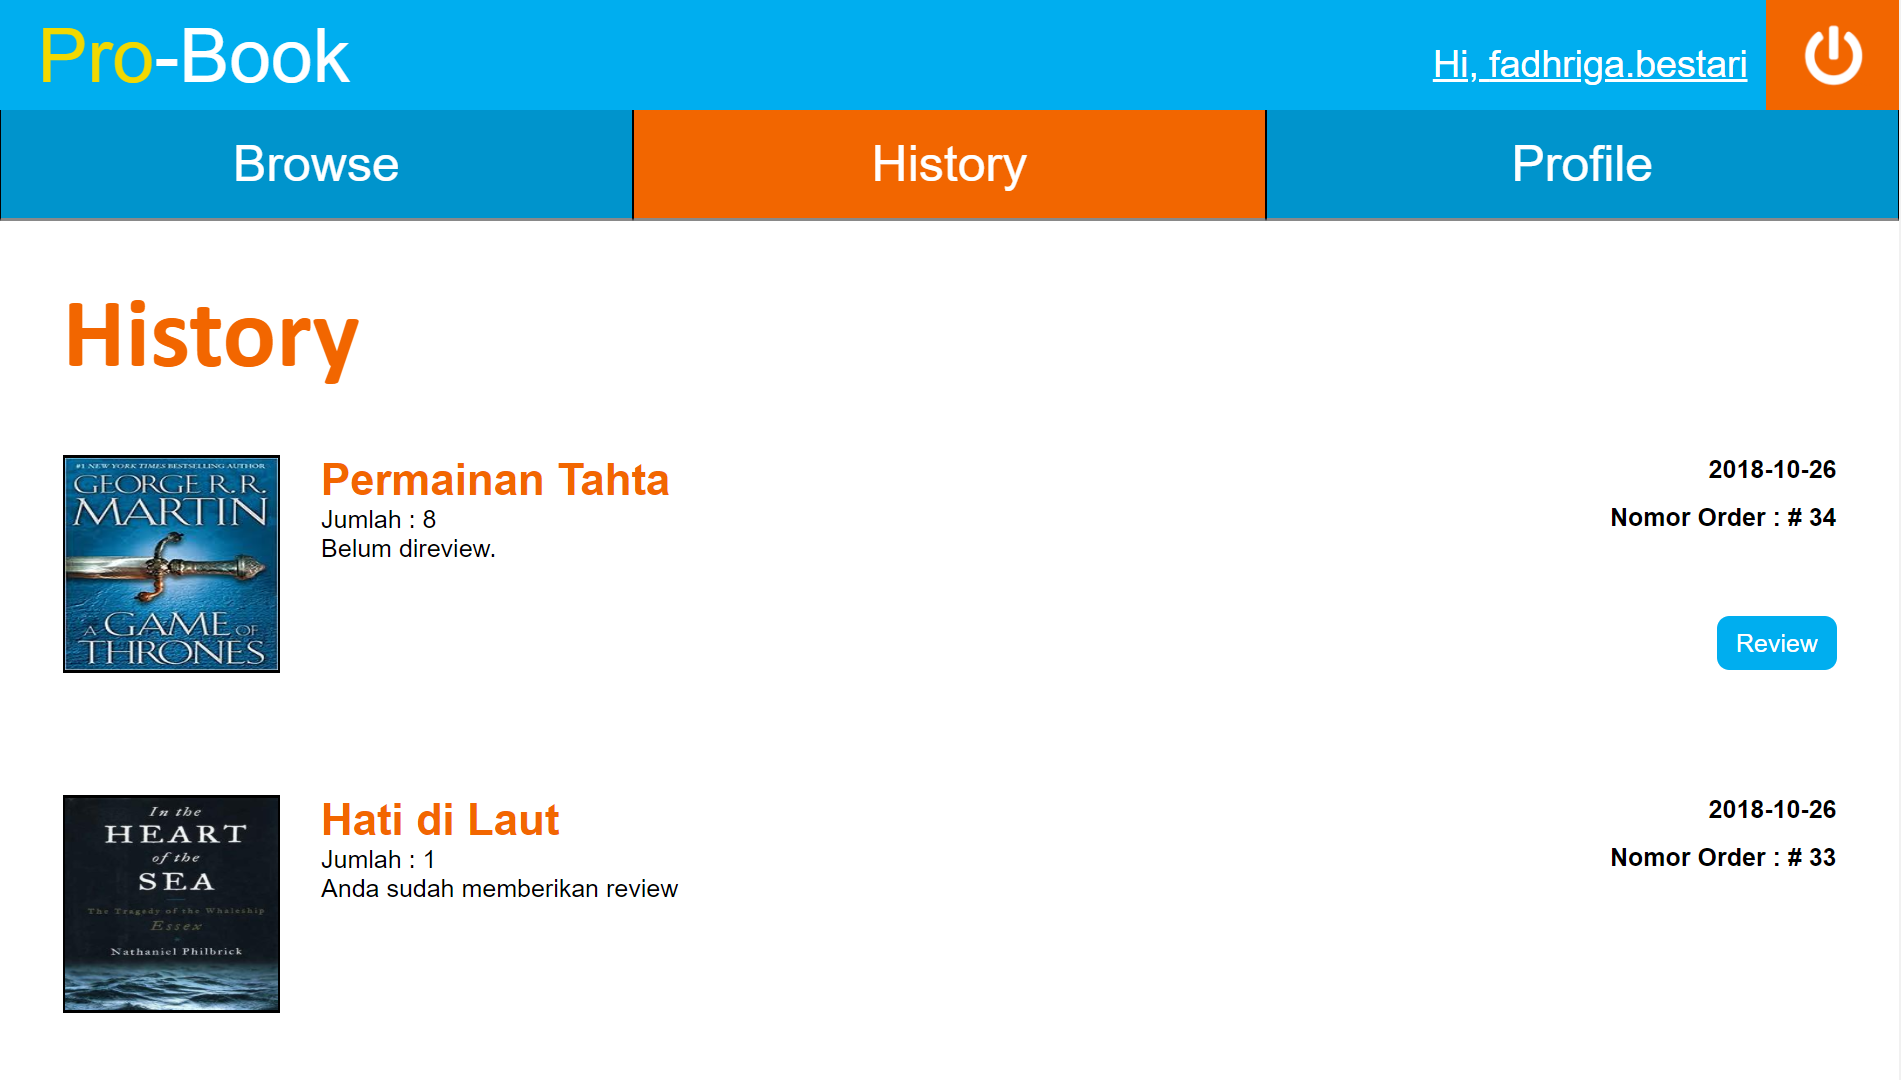 Pro-Book
Hi, fadhriga.bestari
Browse
History
Profile
History
#1 NEW YORK TIMES BESTSELLING AUTHOR
GEORGE R. R.
MARTIN
A GAME OF
THRONES
Permainan Tahta
Jumlah : 8
Belum direview.
2018-10-26
Nomor Order : # 34
Review
In the
HEART
of the
SEA
The Tragedy of the Whaleship
Essex
Nathaniel Philbrick
Hati di Laut
Jumlah : 1
Anda sudah memberikan review
2018-10-26
Nomor Order : # 33